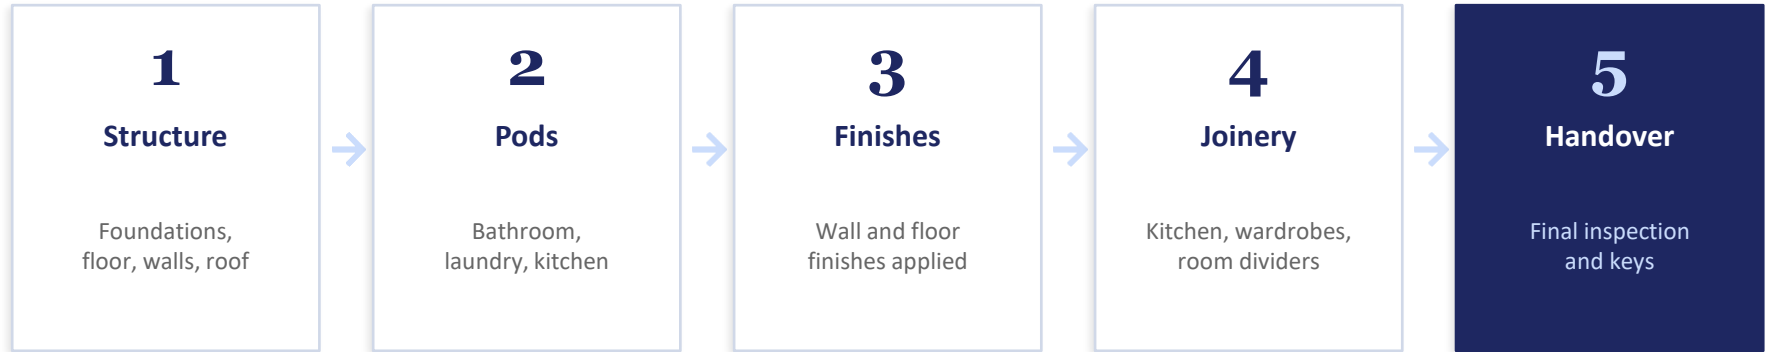 1
Structure
Foundations,
floor, walls, roof
2
Pods
Bathroom,
laundry, kitchen
3
Finishes
Wall and floor
finishes applied
4
Joinery
Kitchen, wardrobes,
room dividers
5
Handover
Final inspection
and keys